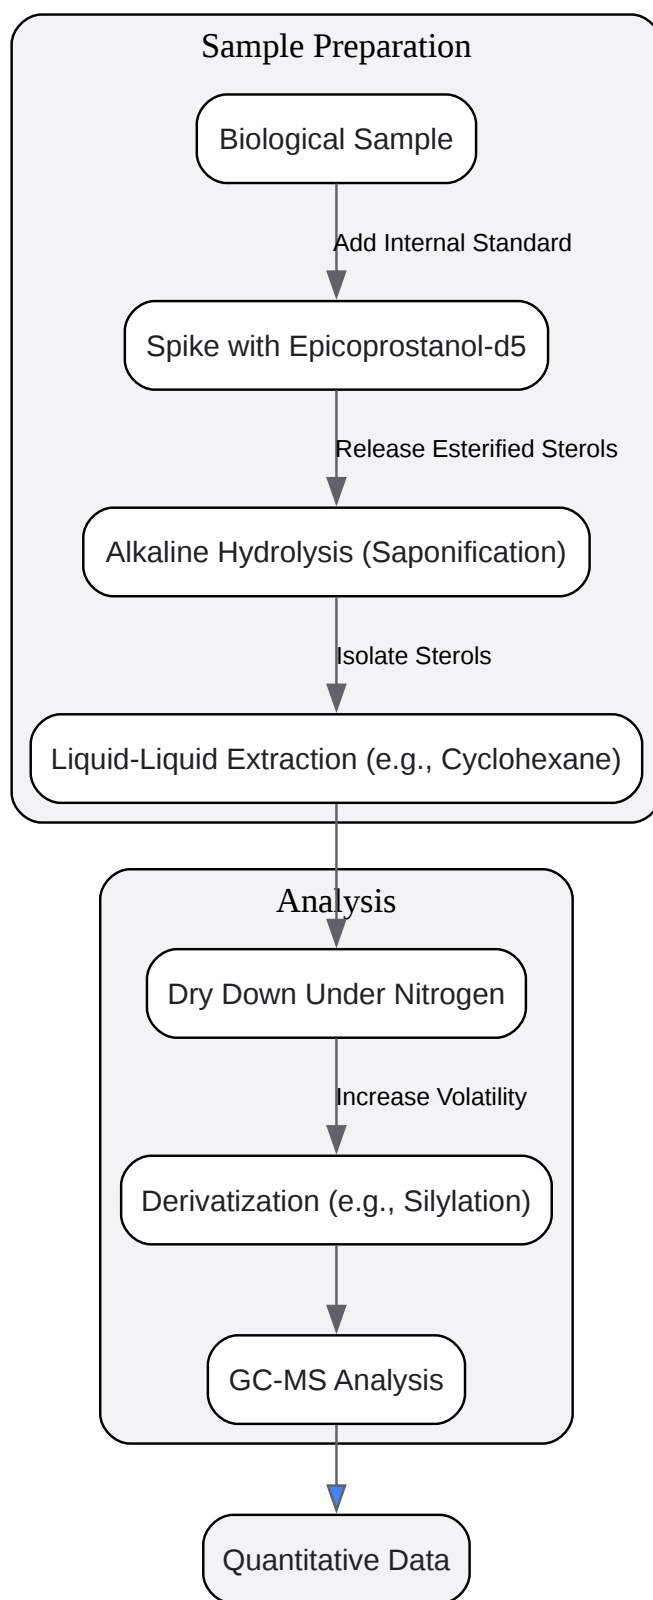 Sample Preparation
Biological Sample
Add Internal Standard
Spike with Epicoprostanol-d5
Release Esterified Sterols
Alkaline Hydrolysis (Saponification)
Isolate Sterols
Liquid-Liquid Extraction (e.g., Cyclohexane)
Analysis
Dry Down Under Nitrogen
Increase Volatility
Derivatization (e.g., Silylation)
GC-MS Analysis
Quantitative Data